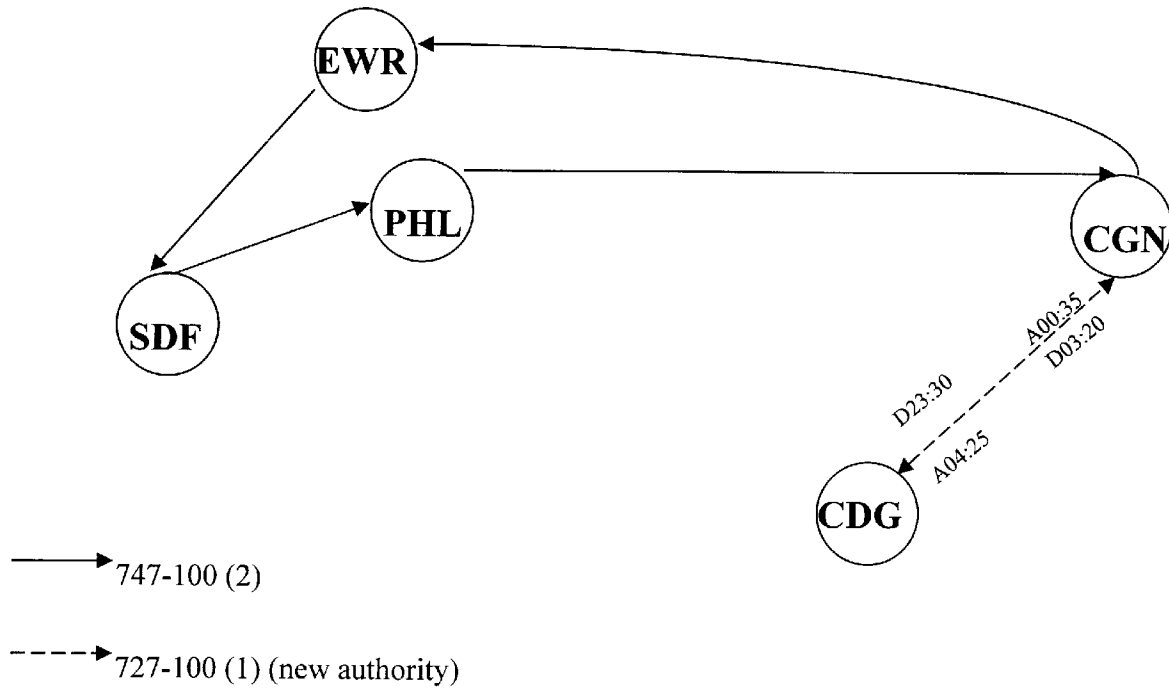 EWR
PHL
CGN
SDF
A00:35
D03:20
D23:30
A04:25
CDG
747-100 (2)
727-100 (1) (new authority)